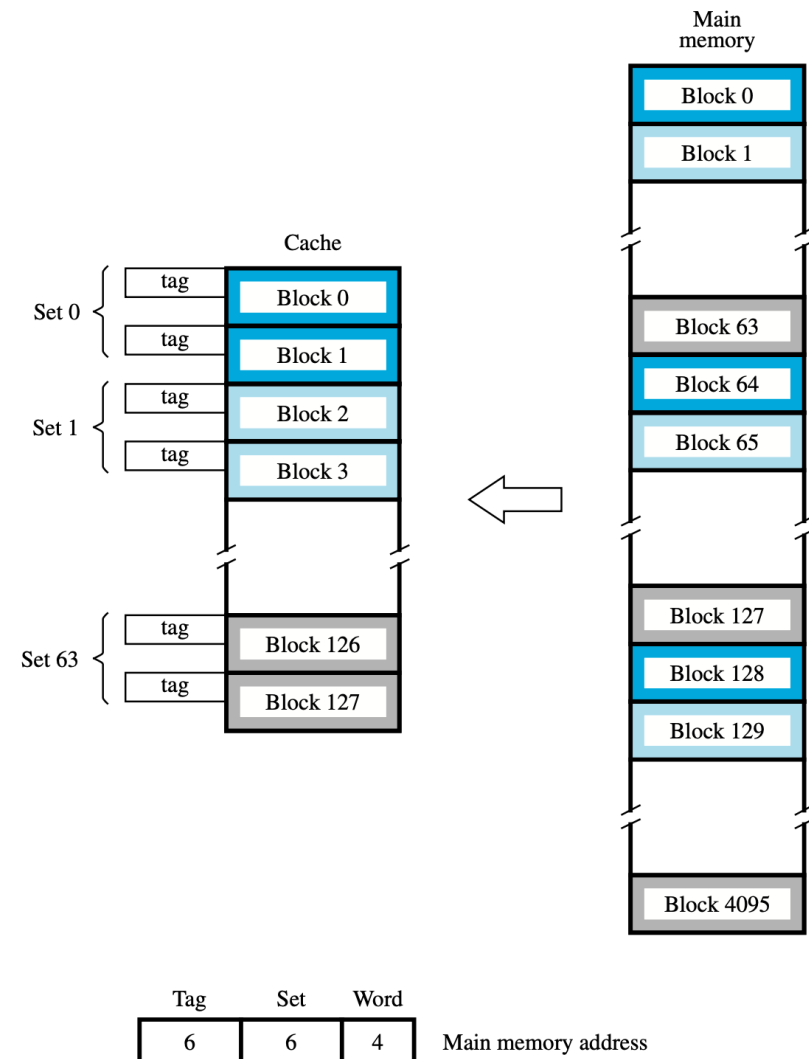 Main
memory
Block 0
Block 1
Cache
tag
Block 0
Set 0
tag
Block 1
tag
Block 2
Set 1
tag
Block 3
Block 63
Block 64
Block 65
tag
Block 126
Set 63
tag
Block 127
Block 127
Block 128
Block 129
Block 4095
Tag Set Word
6 6 4 Main memory address